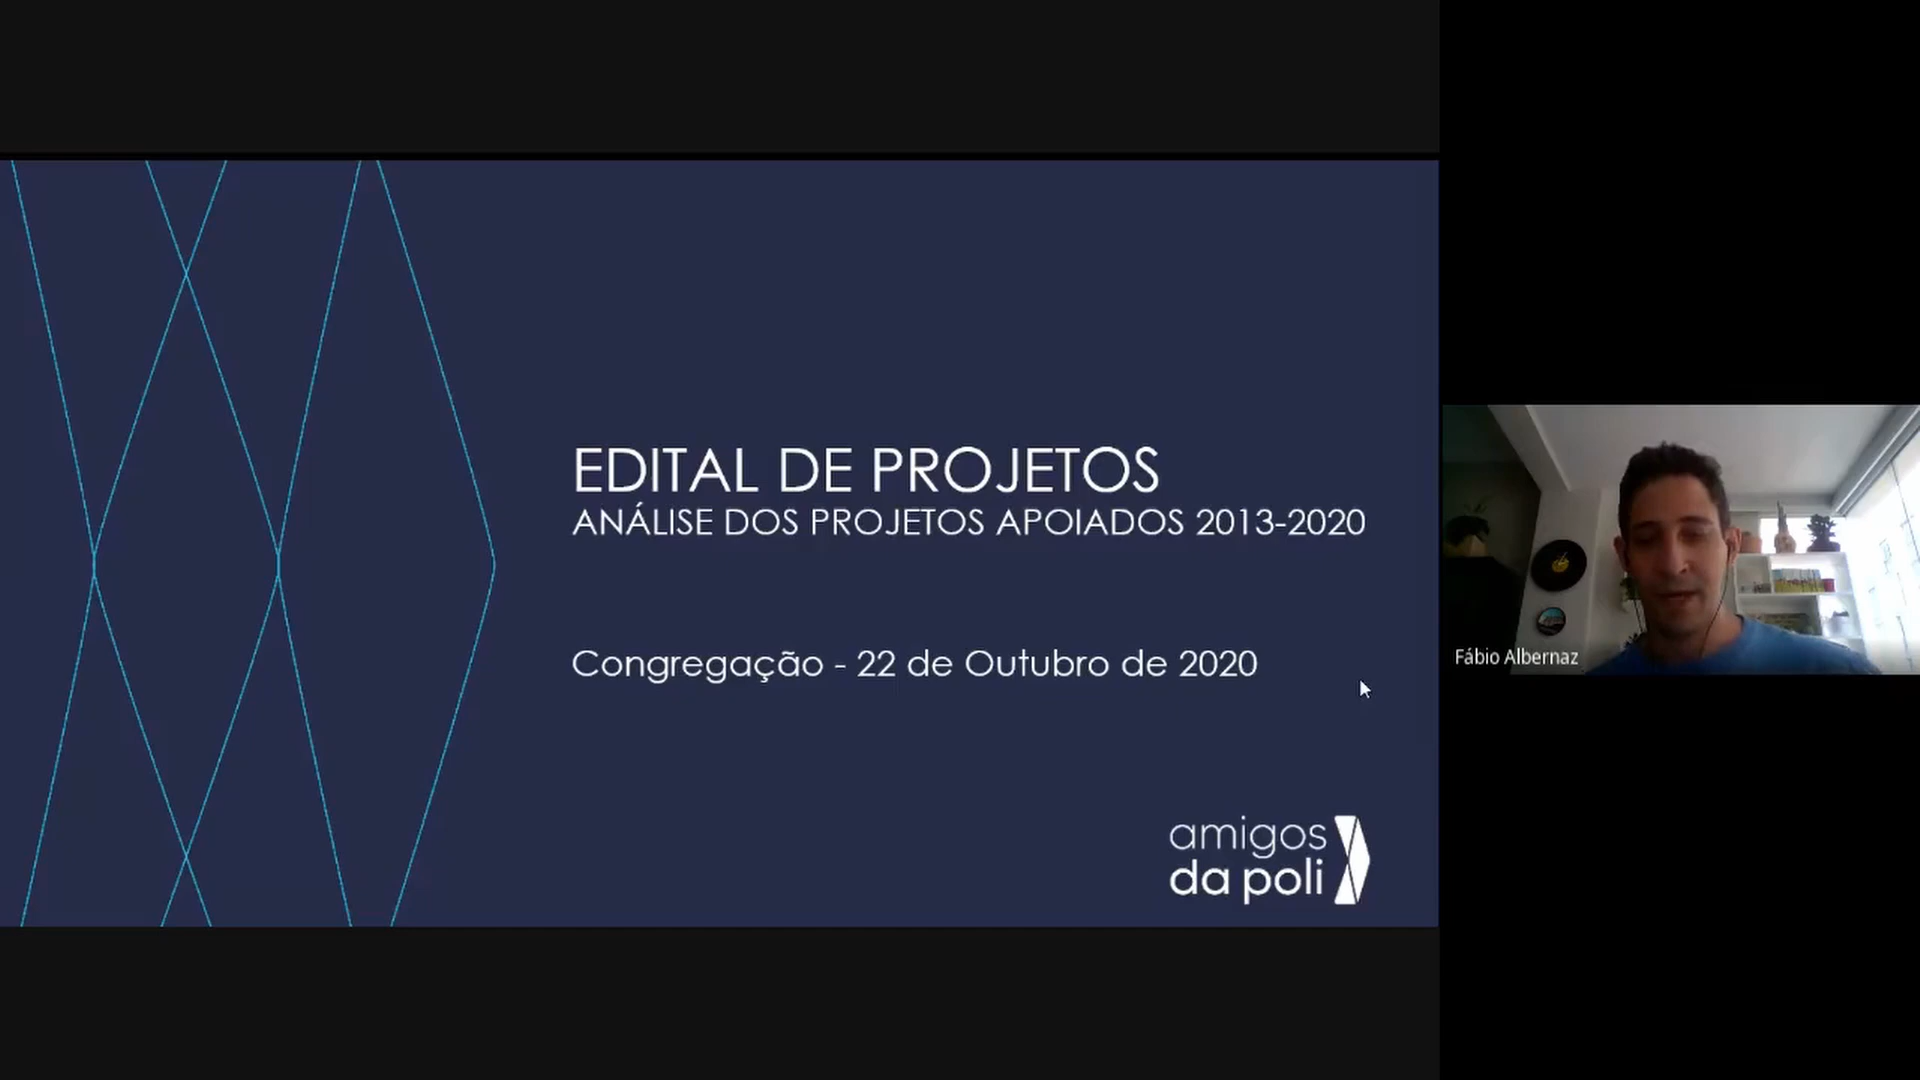 EDITAL DE PROJETOS
ANÁLISE DOS PROJETOS APOIADOS 2013-2020
Congregação - 22 de Outubro de 2020
amigos
da poli
Fábio Albernaz